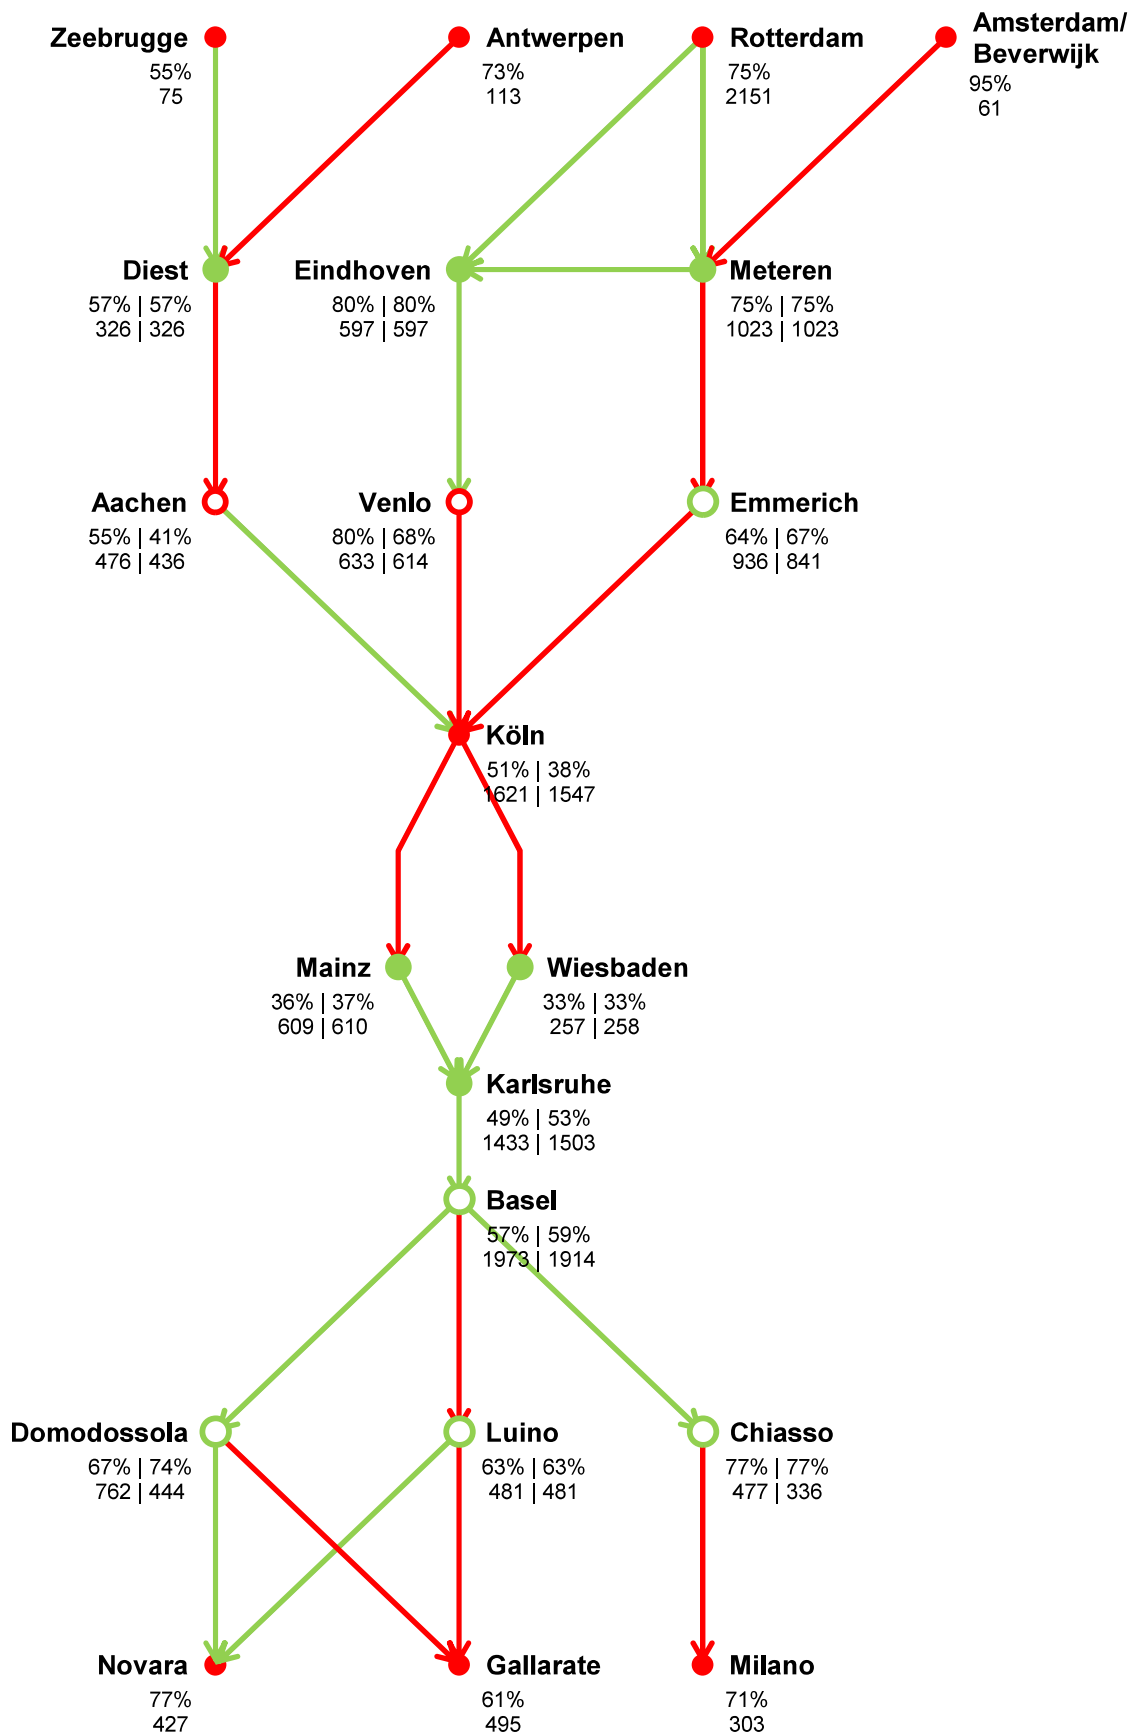 Zeebrugge
55%
75
Antwerpen
73%
113
Rotterdam
75%
2151
Amsterdam/
Beverwijk
95%
61
Diest
57% | 57%
326 | 326
Eindhoven
80% | 80%
597 | 597
Meteren
75% | 75%
1023 | 1023
Aachen
55% | 41%
476 | 436
Venlo
80% | 68%
633 | 614
Emmerich
64% | 67%
936 | 841
Köln
51% | 38%
1621 | 1547
Mainz
36% | 37%
609 | 610
Wiesbaden
33% | 33%
257 | 258
Karlsruhe
49% | 53%
1433 | 1503
Basel
57% | 59%
1973 | 1914
Domodossola
67% | 74%
762 | 444
Luino
63% | 63%
481 | 481
Chiasso
77% | 77%
477 | 336
Novara
77%
427
Gallarate
61%
495
Milano
71%
303